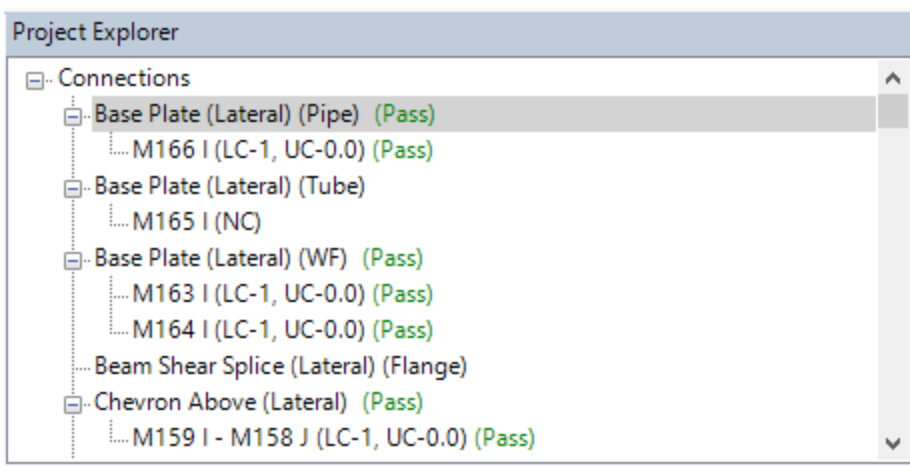 Project Explorer
Connections
Base Plate (Lateral) (Pipe) (Pass)
M166 I (LC-1, UC-0.0) (Pass)
Base Plate (Lateral) (Tube)
M165 I (NC)
Base Plate (Lateral) (WF) (Pass)
M163 I (LC-1, UC-0.0) (Pass)
M164 I (LC-1, UC-0.0) (Pass)
Beam Shear Splice (Lateral) (Flange)
Chevron Above (Lateral) (Pass)
M159 I - M158 J (LC-1, UC-0.0) (Pass)